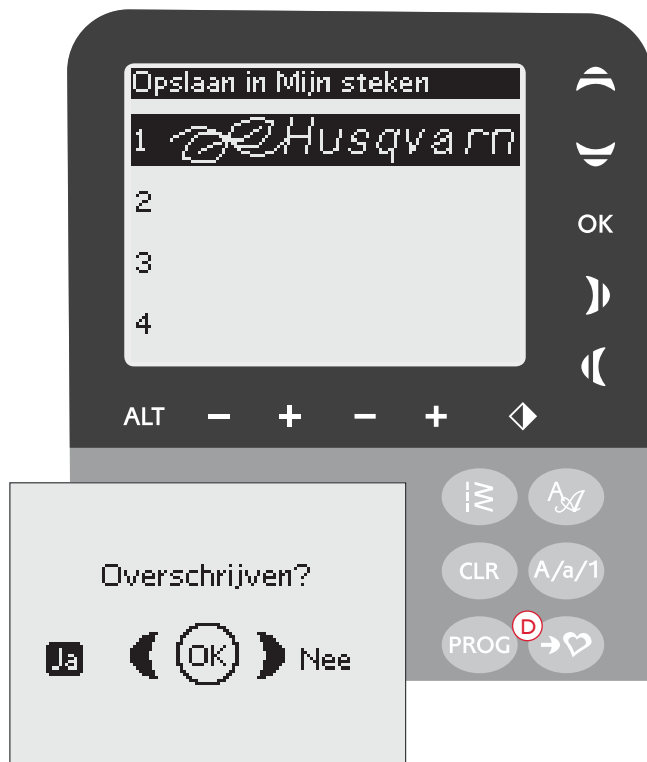 Opslaan in Mijn steken
1 Husqvarn
2
3
4
OK
ALT - + - +
A A
CLR A/a/1
D
PROG
Overschrijven?
Ja OK Nee